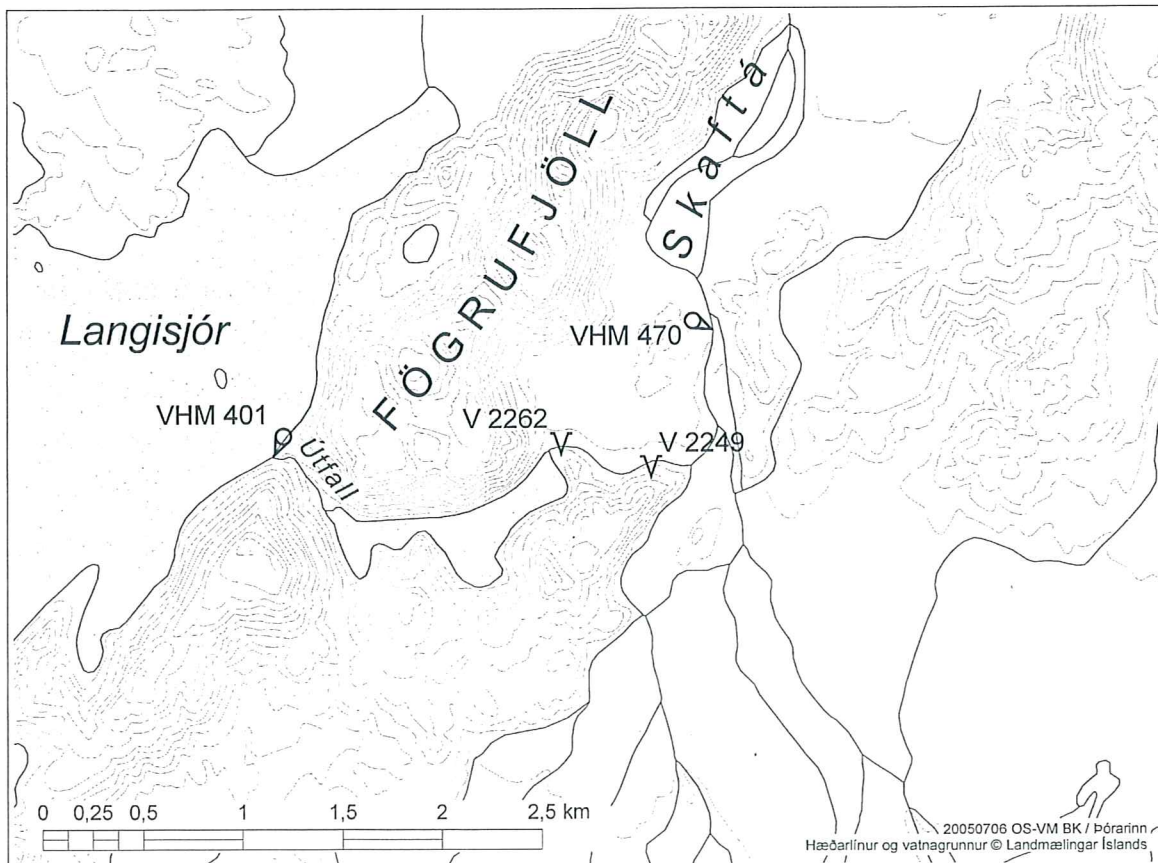 FÖGRUFJÖLL
Skaftá
Langisjór
VHM 470
VHM 401
V 2262
V 2249
Útfall
0 0,25 0,5 1 1,5 2 2,5 km
20050706 OS-VM BK / Þórarinn
Hæðarlínur og vatnagrunnur © Landmælingar Íslands